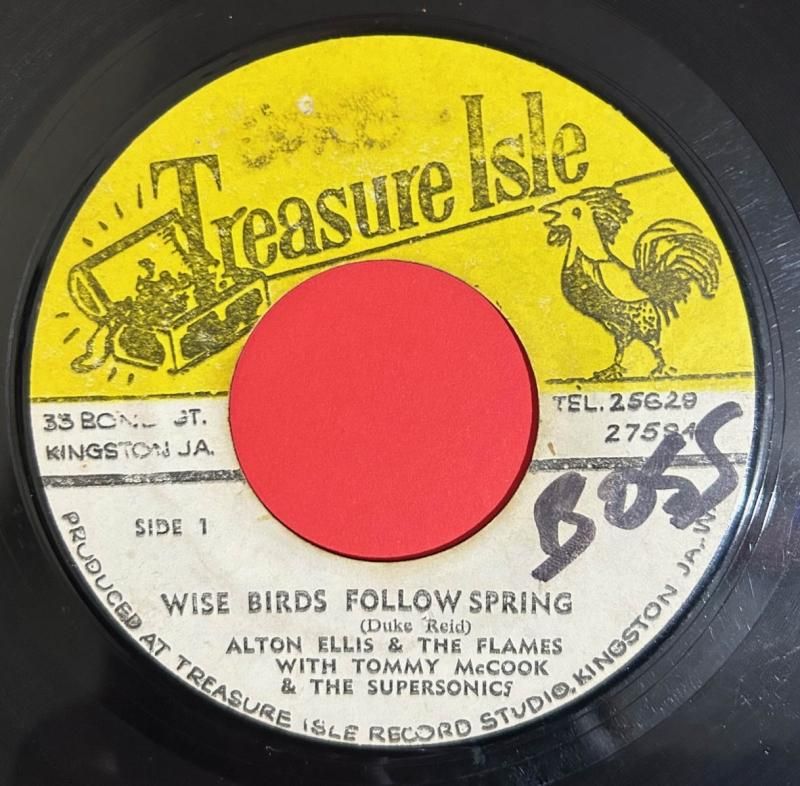 Treasure Isle
33 BOND ST.
KINGSTON JA.
TEL. 25629
27594
BOSS
SIDE 1
WISE BIRDS FOLLOW SPRING
(Duke Reid)
ALTON ELLIS & THE FLAMES
WITH TOMMY McCOOK
& THE SUPERSONICS
PRODUCED AT TREASURE ISLE RECORD STUDIO, KINGSTON JA. W